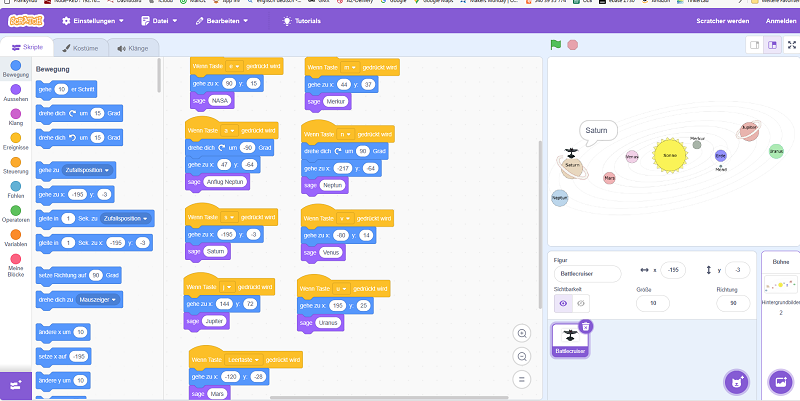 SCRATCH Einstellungen Datei Bearbeiten Tutorials Scratcher werden Anmelden
Skripte Kostüme Klänge
Bewegung
Aussehen
Klang
Ereignisse
Steuerung
Fühlen
Operatoren
Variablen
Meine Blöcke
Bewegung
gehe 10 er Schritt
drehe dich um 15 Grad
drehe dich um 15 Grad
gehe zu Zufallsposition
gehe zu x: -195 y: -3
gleite in 1 Sek. zu Zufallsposition
gleite in 1 Sek. zu x: -195 y: -3
setze Richtung auf 90 Grad
drehe dich zu Mauszeiger
ändere x um 10
setze x auf -195
ändere y um 10
Wenn Taste e gedrückt wird
gehe zu x: 90 y: 15
sage NASA
Wenn Taste m gedrückt wird
gehe zu x: 44 y: 37
sage Merkur
Wenn Taste a gedrückt wird
drehe dich um -90 Grad
gehe zu x: 47 y: -64
sage Anflug Neptun
Wenn Taste n gedrückt wird
drehe dich um 90 Grad
gehe zu x: -217 y: -64
sage Neptun
Wenn Taste s gedrückt wird
gehe zu x: -195 y: -3
sage Saturn
Wenn Taste v gedrückt wird
gehe zu x: -60 y: 14
sage Venus
Wenn Taste j gedrückt wird
gehe zu x: 144 y: 72
sage Jupiter
Wenn Taste u gedrückt wird
gehe zu x: 195 y: 25
sage Uranus
Wenn Taste Leertaste gedrückt wird
gehe zu x: -120 y: -28
sage Mars
Saturn
Jupiter
Merkur
Uranus
Venus
Sonne
Erde
Saturn
Mond
Mars
Neptun
Figur
Battlecruiser x -195 y -3
Sichtbarkeit Größe Richtung
10 90
Battlecruiser
Bühne
Hintergrundbilder
2